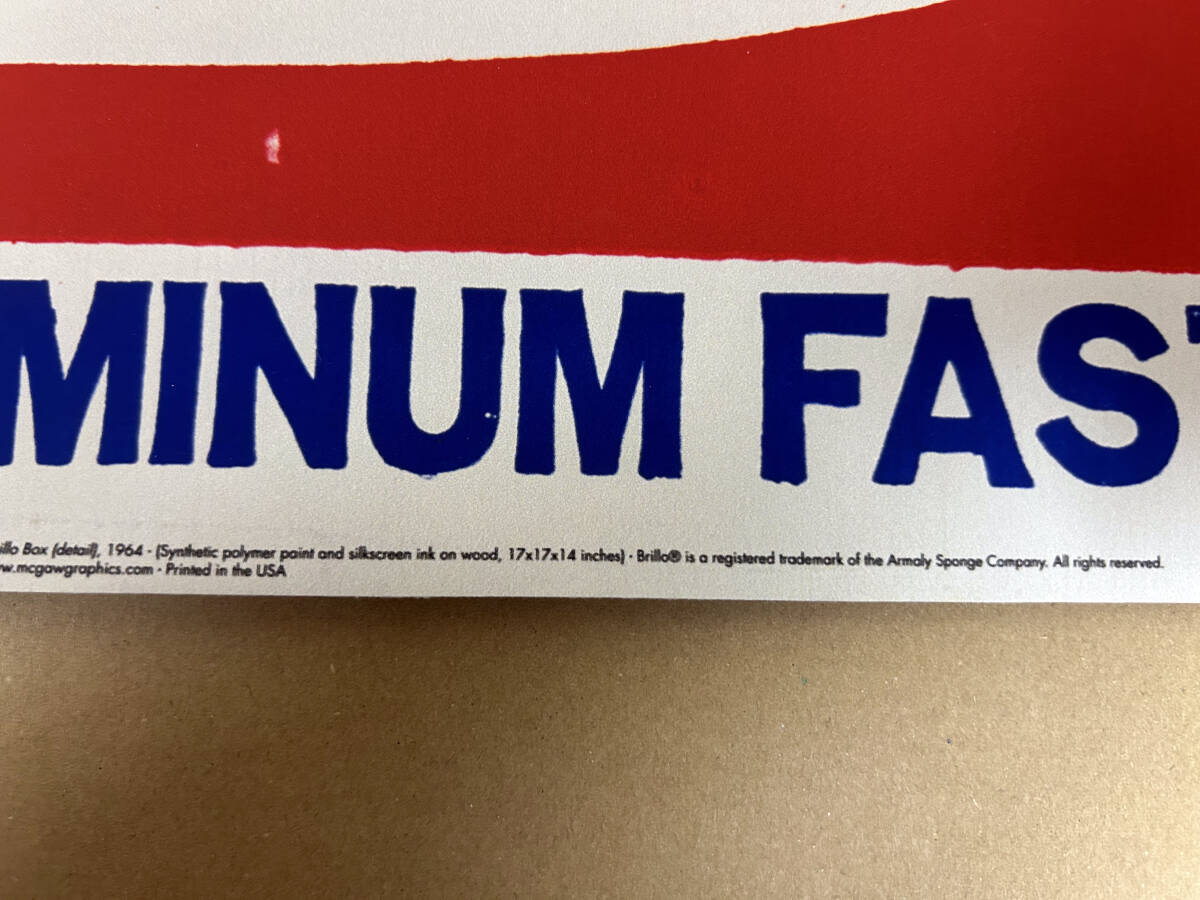 MINUM FAST
illo Box (detail), 1964 - (Synthetic polymer paint and silkscreen ink on wood, 17x17x14 inches) · Brillo® is a registered trademark of the Armaly Sponge Company. All rights reserved.
w.mcgawgraphics.com - Printed in the USA